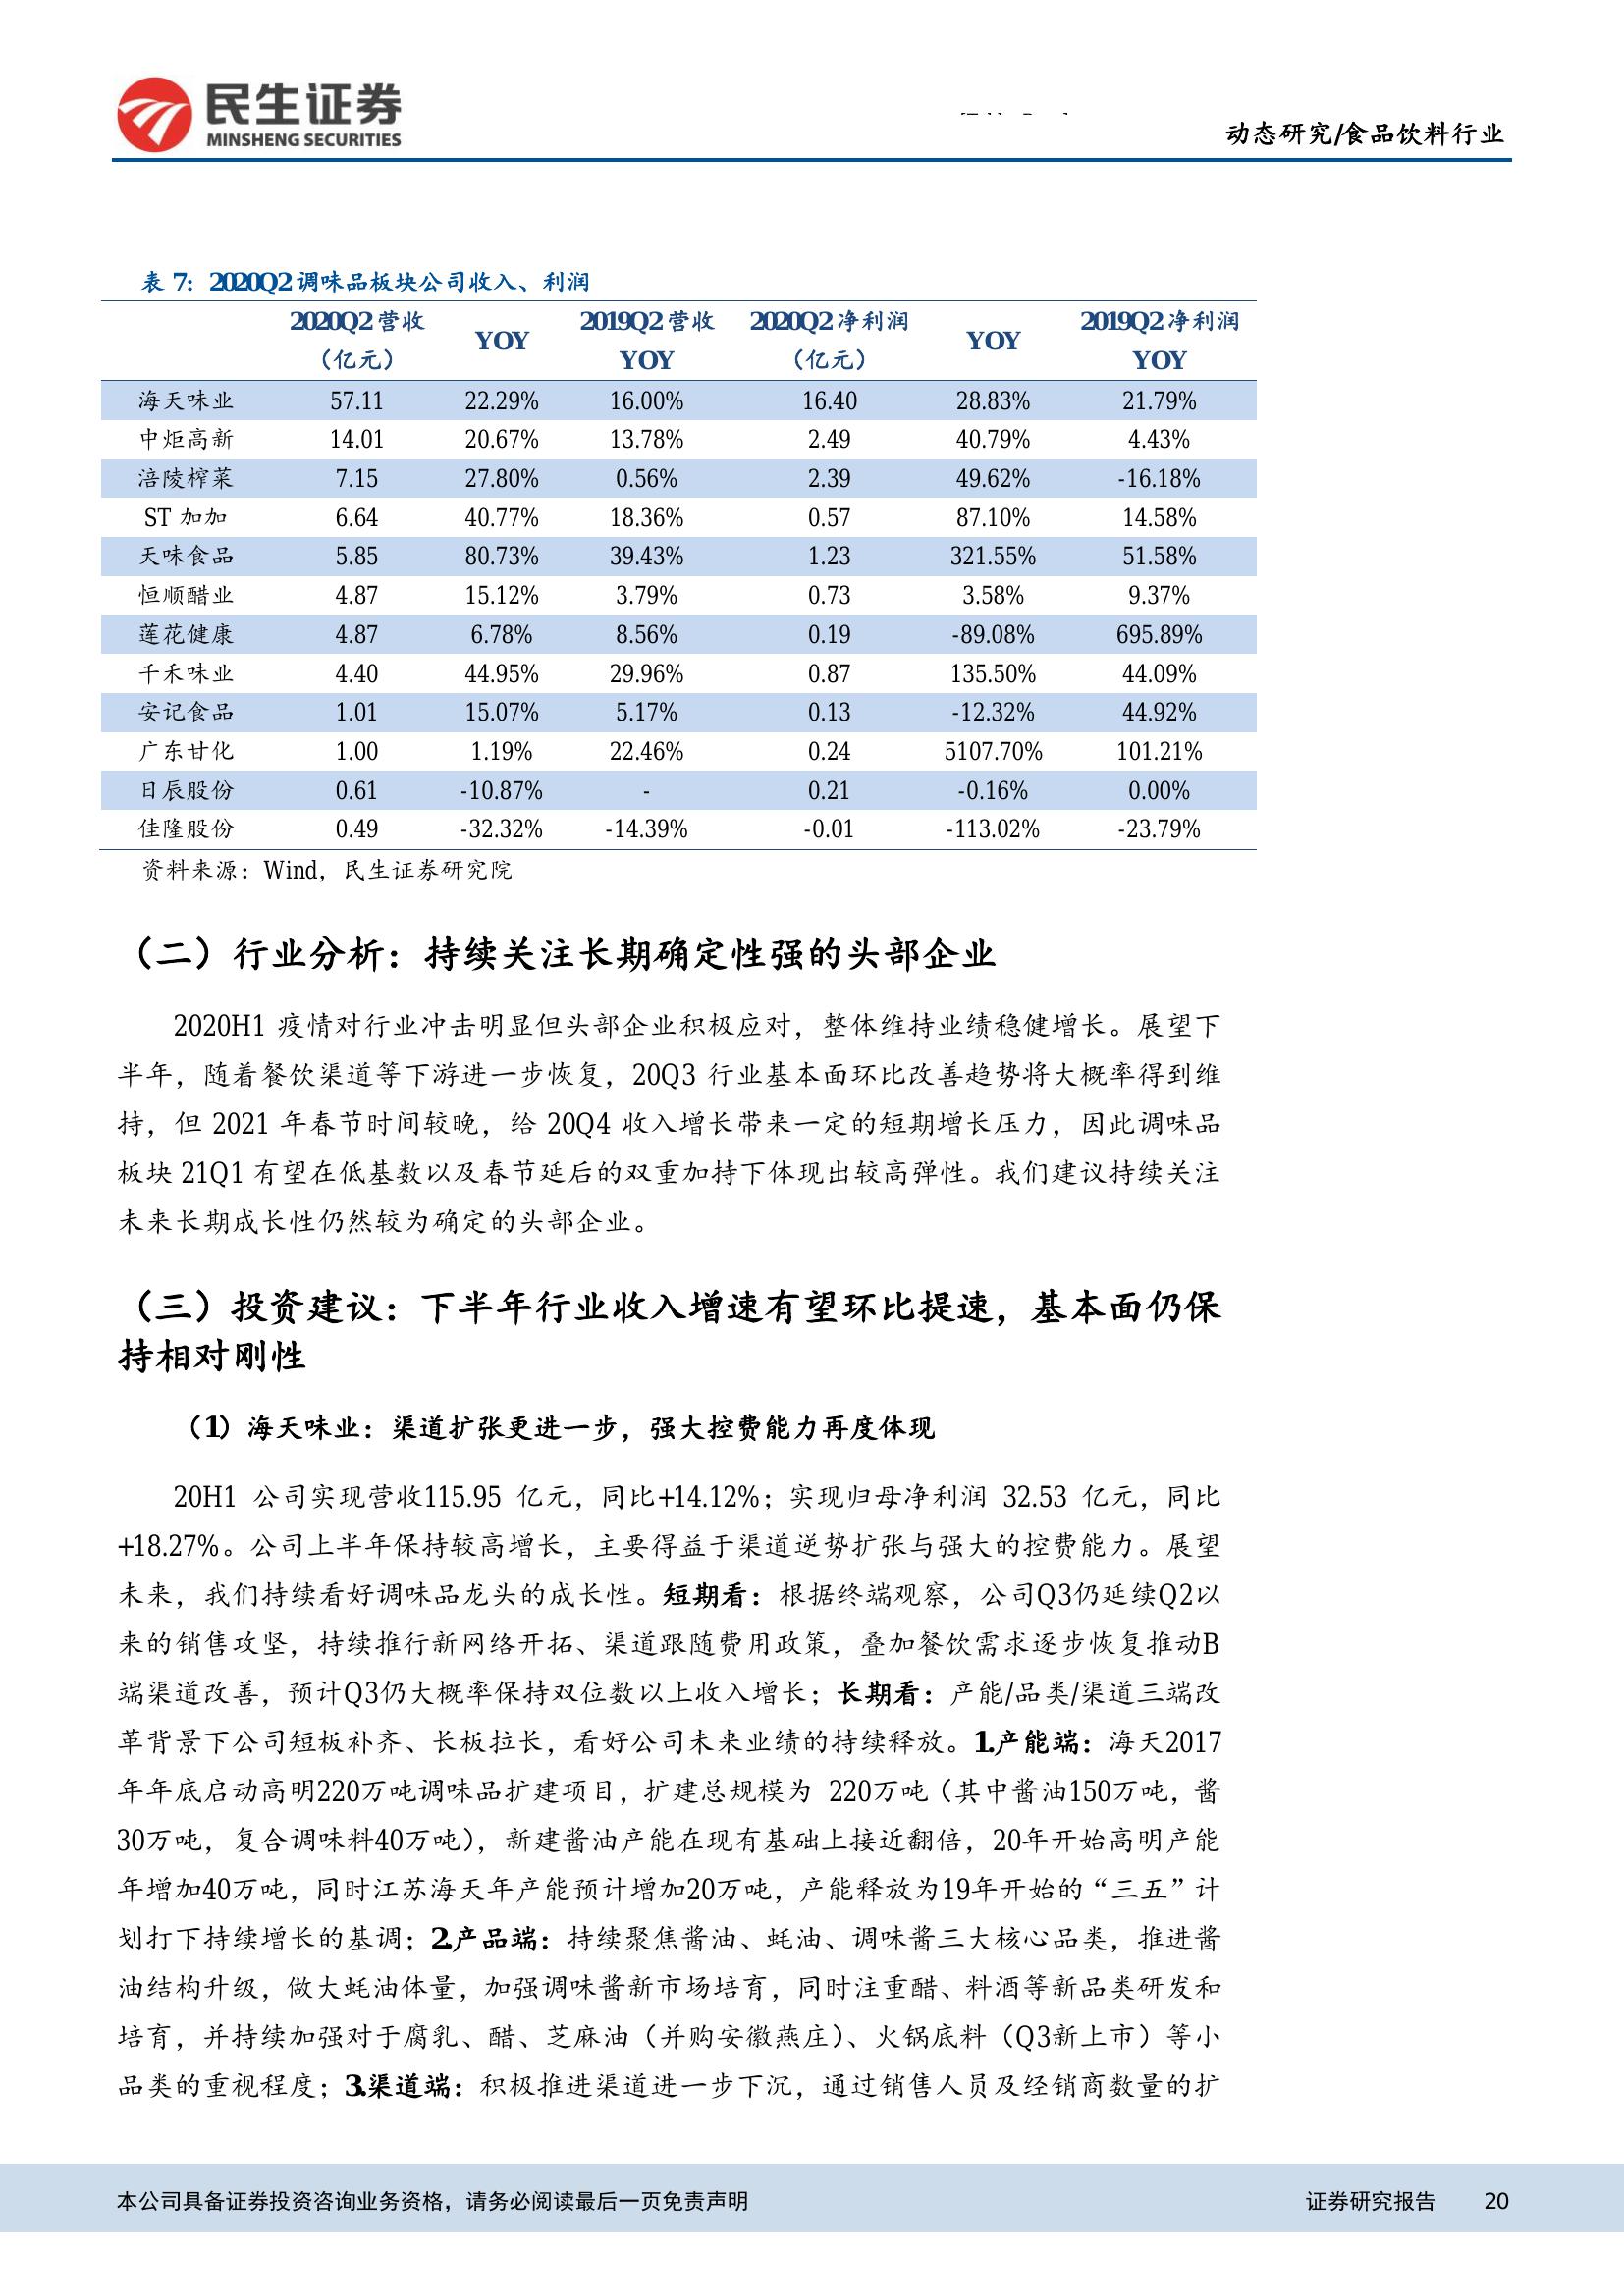 民生证券
MINSHENG SECURITIES
动态研究/食品饮料行业
表 7：2020Q2 调味品板块公司收入、利润
2020Q2 营收（亿元） YOY 2019Q2 营收 YOY 2020Q2 净利润（亿元） YOY 2019Q2 净利润 YOY
海天味业 57.11 22.29% 16.00% 16.40 28.83% 21.79%
中炬高新 14.01 20.67% 13.78% 2.49 40.79% 4.43%
涪陵榨菜 7.15 27.80% 0.56% 2.39 49.62% -16.18%
ST 加加 6.64 40.77% 18.36% 0.57 87.10% 14.58%
天味食品 5.85 80.73% 39.43% 1.23 321.55% 51.58%
恒顺醋业 4.87 15.12% 3.79% 0.73 3.58% 9.37%
莲花健康 4.87 6.78% 8.56% 0.19 -89.08% 695.89%
千禾味业 4.40 44.95% 29.96% 0.87 135.50% 44.09%
安记食品 1.01 15.07% 5.17% 0.13 -12.32% 44.92%
广东甘化 1.00 1.19% 22.46% 0.24 5107.70% 101.21%
日辰股份 0.61 -10.87% - 0.21 -0.16% 0.00%
佳隆股份 0.49 -32.32% -14.39% -0.01 -113.02% -23.79%
资料来源：Wind，民生证券研究院
（二）行业分析：持续关注长期确定性强的头部企业
2020H1 疫情对行业冲击明显但头部企业积极应对，整体维持业绩稳健增长。展望下
半年，随着餐饮渠道等下游进一步恢复，20Q3 行业基本面环比改善趋势将大概率得到维
持，但 2021 年春节时间较晚，给 20Q4 收入增长带来一定的短期增长压力，因此调味品
板块 21Q1 有望在低基数以及春节延后的双重加持下体现出较高弹性。我们建议持续关注
未来长期成长性仍然较为确定的头部企业。
（三）投资建议：下半年行业收入增速有望环比提速，基本面仍保
持相对刚性
（1）海天味业：渠道扩张更进一步，强大控费能力再度体现
20H1 公司实现营收115.95 亿元，同比+14.12%；实现归母净利润 32.53 亿元，同比
+18.27%。公司上半年保持较高增长，主要得益于渠道逆势扩张与强大的控费能力。展望
未来，我们持续看好调味品龙头的成长性。短期看：根据终端观察，公司Q3仍延续Q2以
来的销售攻坚，持续推行新网络开拓、渠道跟随费用政策，叠加餐饮需求逐步恢复推动B
端渠道改善，预计Q3仍大概率保持双位数以上收入增长；长期看：产能/品类/渠道三端改
革背景下公司短板补齐、长板拉长，看好公司未来业绩的持续释放。1.产能端：海天2017
年年底启动高明220万吨调味品扩建项目，扩建总规模为 220万吨（其中酱油150万吨，酱
30万吨，复合调味料40万吨），新建酱油产能在现有基础上接近翻倍，20年开始高明产能
年增加40万吨，同时江苏海天年产能预计增加20万吨，产能释放为19年开始的“三五”计
划打下持续增长的基调；2.产品端：持续聚焦酱油、蚝油、调味酱三大核心品类，推进酱
油结构升级，做大蚝油体量，加强调味酱新市场培育，同时注重醋、料酒等新品类研发和
培育，并持续加强对于腐乳、醋、芝麻油（并购安徽燕庄）、火锅底料（Q3新上市）等小
品类的重视程度；3.渠道端：积极推进渠道进一步下沉，通过销售人员及经销商数量的扩
本公司具备证券投资咨询业务资格，请务必阅读最后一页免责声明 证券研究报告 20